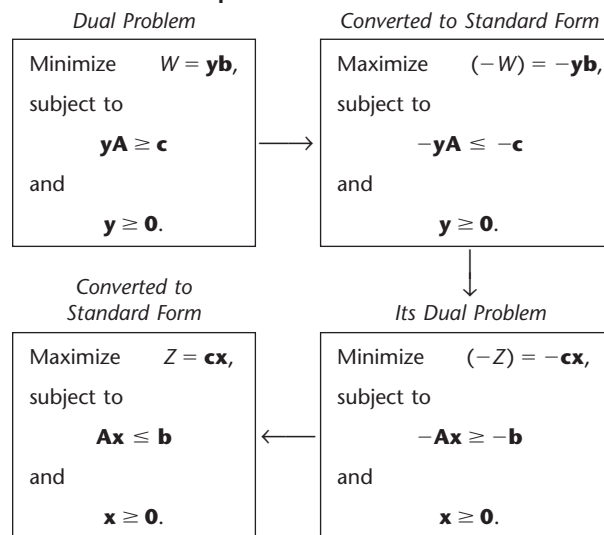 Dual Problem
Minimize W = yb,
subject to
yA ≥ c
and
y ≥ 0.
Converted to Standard Form
Maximize (−W) = −yb,
subject to
−yA ≤ −c
and
y ≥ 0.
Converted to
Standard Form
Maximize Z = cx,
subject to
Ax ≤ b
and
x ≥ 0.
Its Dual Problem
Minimize (−Z) = −cx,
subject to
−Ax ≥ −b
and
x ≥ 0.